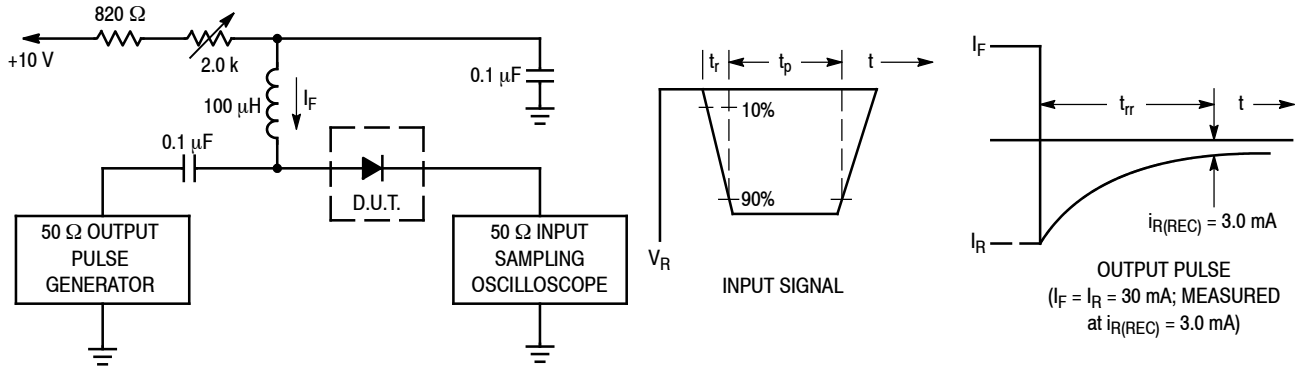 820 Ω
+10 V
2.0 k
0.1 μF
100 μH
I_F
0.1 μF
D.U.T.
50 Ω OUTPUT
PULSE
GENERATOR
50 Ω INPUT
SAMPLING
OSCILLOSCOPE
t_r
t_p
t
10%
90%
V_R
INPUT SIGNAL
I_F
t_rr
t
i_R(REC) = 3.0 mA
I_R
OUTPUT PULSE
(I_F = I_R = 30 mA; MEASURED
at i_R(REC) = 3.0 mA)